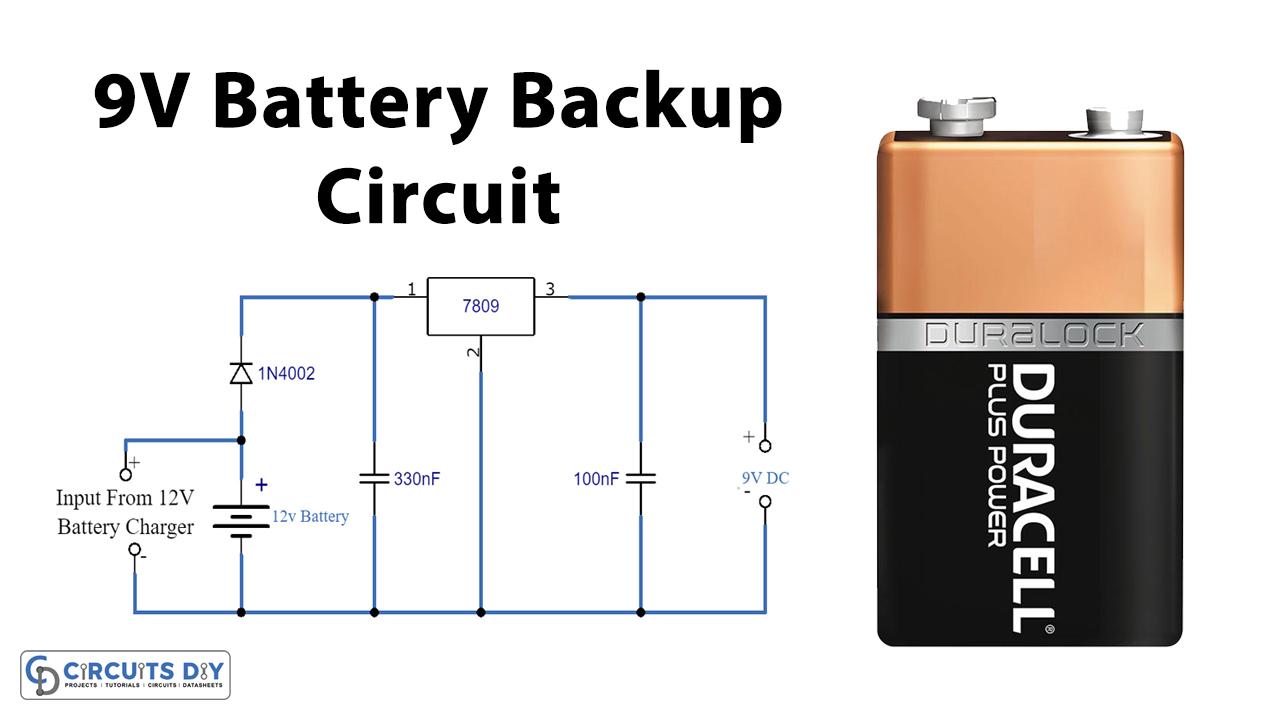 9V Battery Backup
Circuit
1
7809
3
2
1N4002
+
+
Input From 12V
Battery Charger
-
12v Battery
330nF
100nF
+
9V DC
-
DURALOCK
DURACELL®
PLUS POWER
CD CIRCUITS DIY
PROJECTS | TUTORIALS | CIRCUITS | DATASHEETS